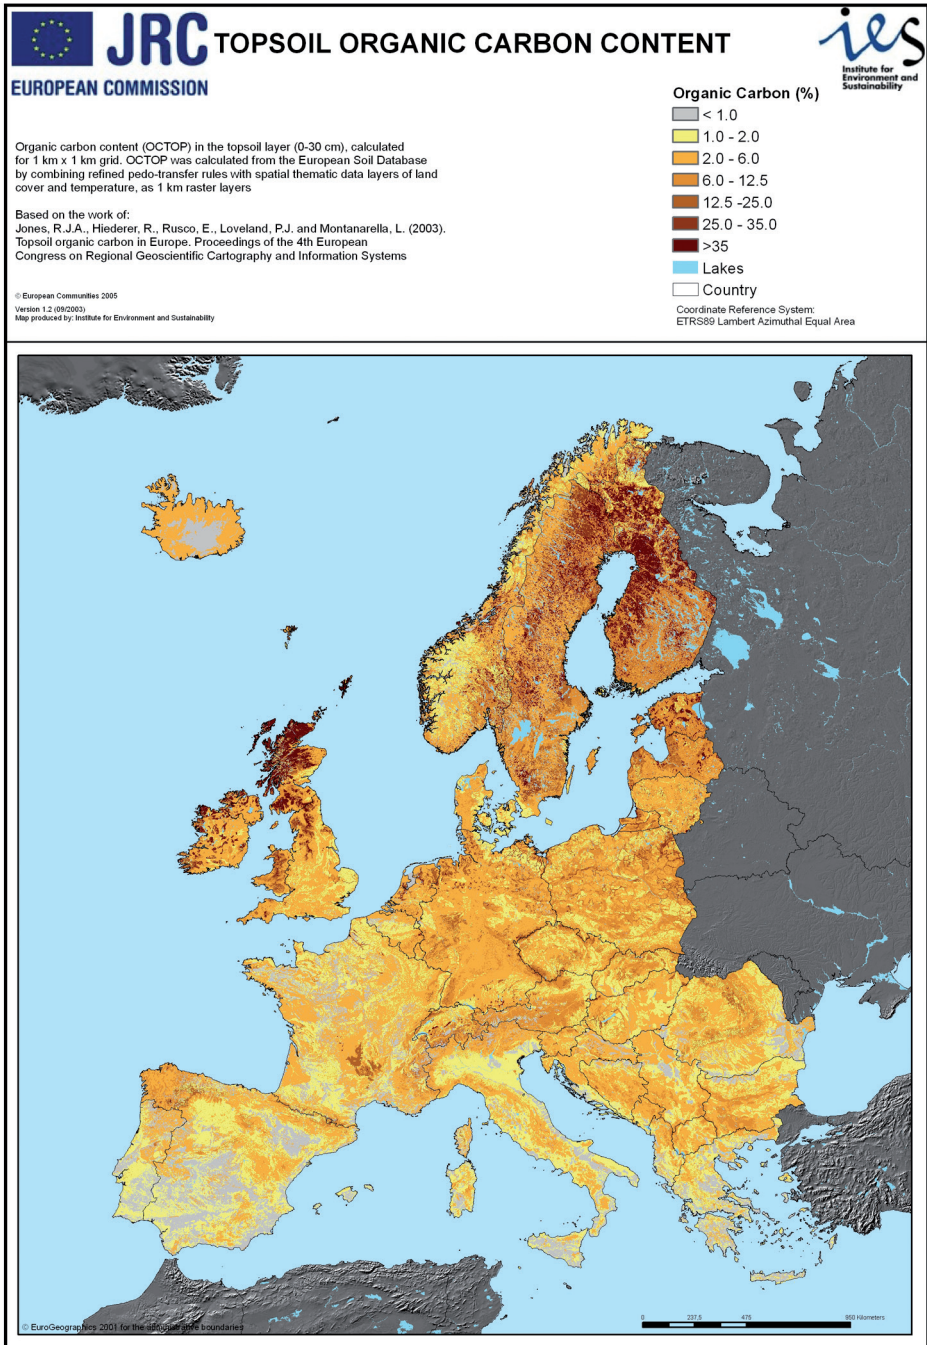 JRC
EUROPEAN COMMISSION
TOPSOIL ORGANIC CARBON CONTENT
ies
Institute for
Environment and
Sustainability
Organic carbon content (OCTOP) in the topsoil layer (0-30 cm), calculated
for 1 km x 1 km grid. OCTOP was calculated from the European Soil Database
by combining refined pedo-transfer rules with spatial thematic data layers of land
cover and temperature, as 1 km raster layers
Based on the work of:
Jones, R.J.A., Hiederer, R., Rusco, E., Loveland, P.J. and Montanarella, L. (2003).
Topsoil organic carbon in Europe. Proceedings of the 4th European
Congress on Regional Geoscientific Cartography and Information Systems
© European Communities 2005
Version 1.2 (09/2003)
Map produced by: Institute for Environment and Sustainability
Organic Carbon (%)
< 1.0
1.0 - 2.0
2.0 - 6.0
6.0 - 12.5
12.5 -25.0
25.0 - 35.0
>35
Lakes
Country
Coordinate Reference System:
ETRS89 Lambert Azimuthal Equal Area
0 237,5 475 950 Kilometers
© EuroGeographics 2001 for the administrative boundaries